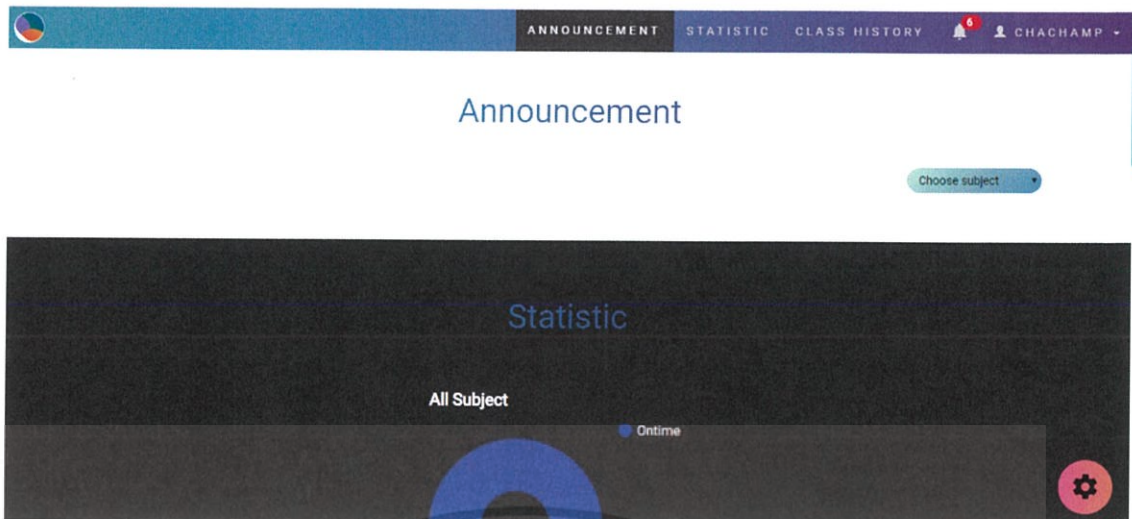 ANNOUNCEMENT STATISTIC CLASS HISTORY 6 CHACHAMP
Announcement
Choose subject
Statistic
All Subject
Ontime